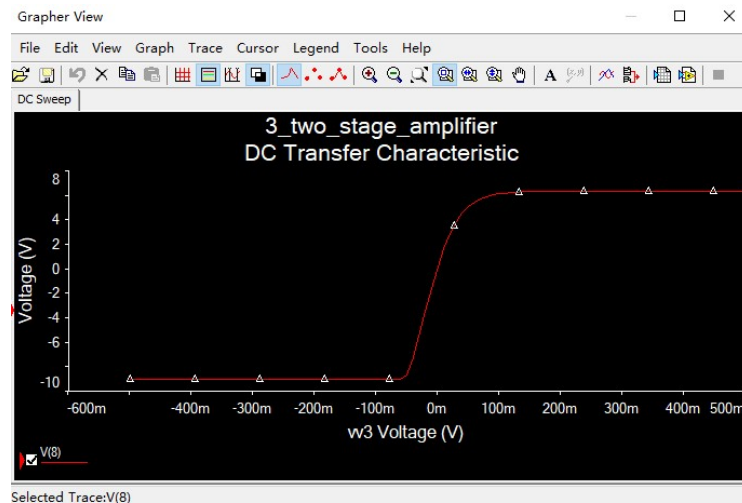 Grapher View
File Edit View Graph Trace Cursor Legend Tools Help
DC Sweep
3_two_stage_amplifier
DC Transfer Characteristic
Voltage (V)
8
4
2
0
-2
-4
-6
-10
-600m -400m -300m -200m -100m 0m 100m 200m 300m 400m 500m
vv3 Voltage (V)
V(8)
Selected Trace:V(8)